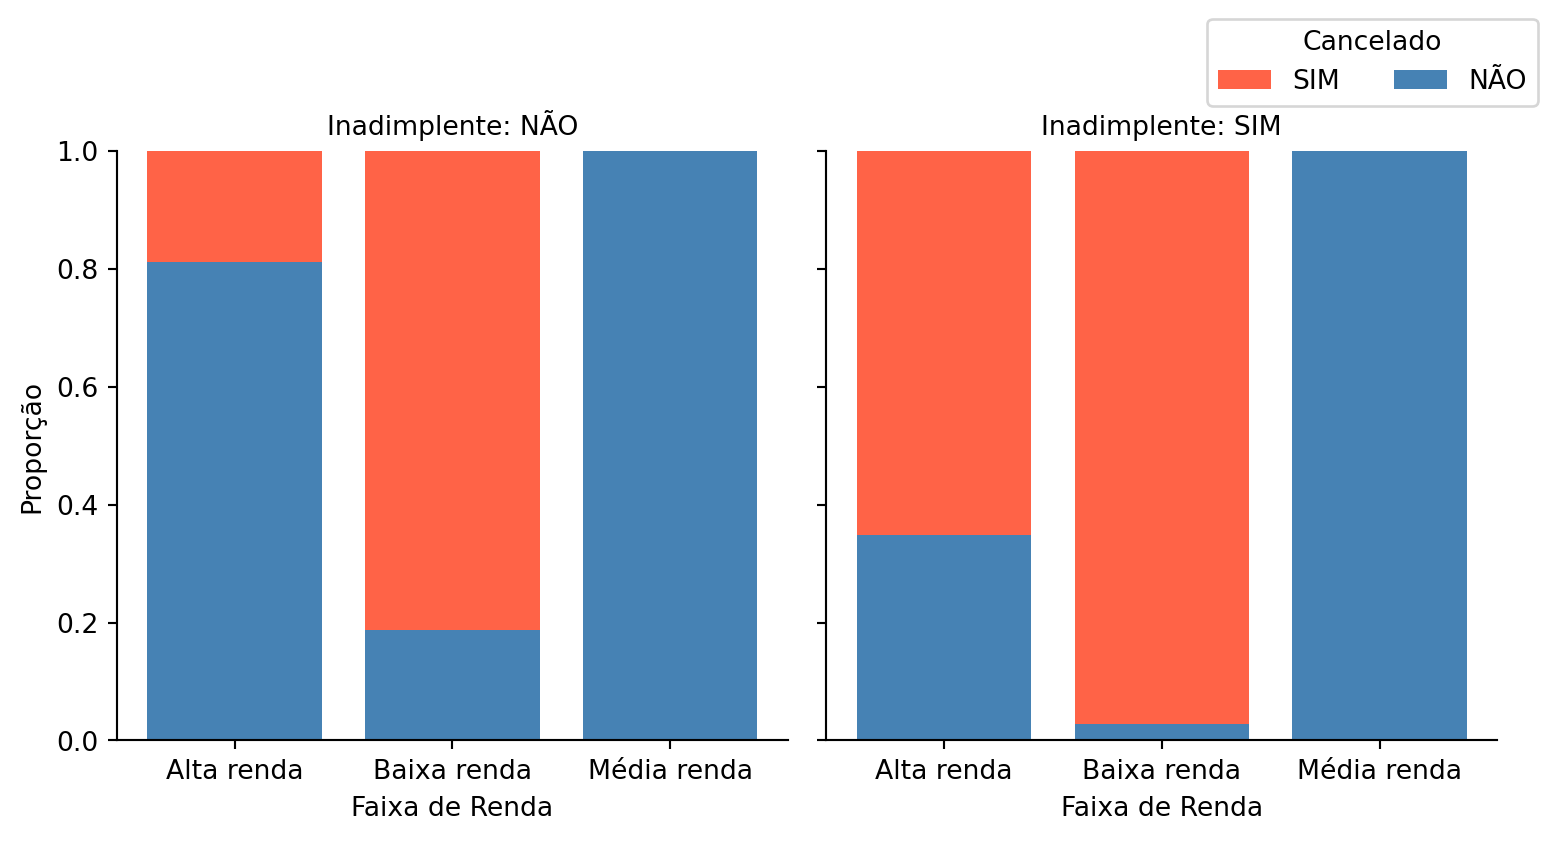 Cancelado
SIM NÃO
Inadimplente: NÃO
Inadimplente: SIM
1.0
0.8
0.6
0.4
0.2
0.0
Proporção
Alta renda Baixa renda Média renda
Faixa de Renda
Alta renda Baixa renda Média renda
Faixa de Renda